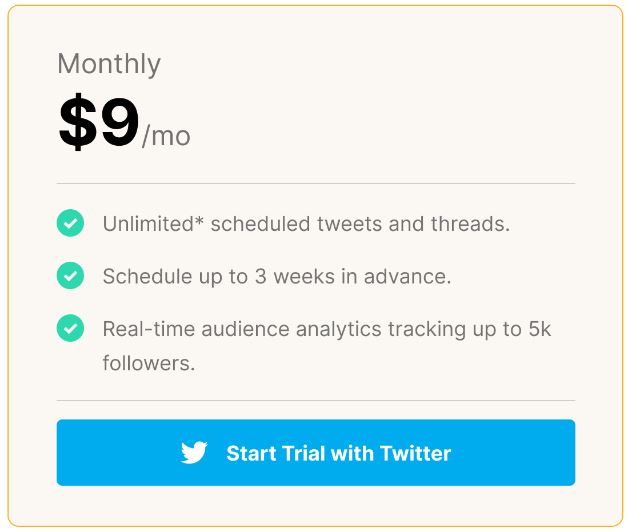 Monthly
$9/mo
Unlimited* scheduled tweets and threads.
Schedule up to 3 weeks in advance.
Real-time audience analytics tracking up to 5k
followers.
Start Trial with Twitter